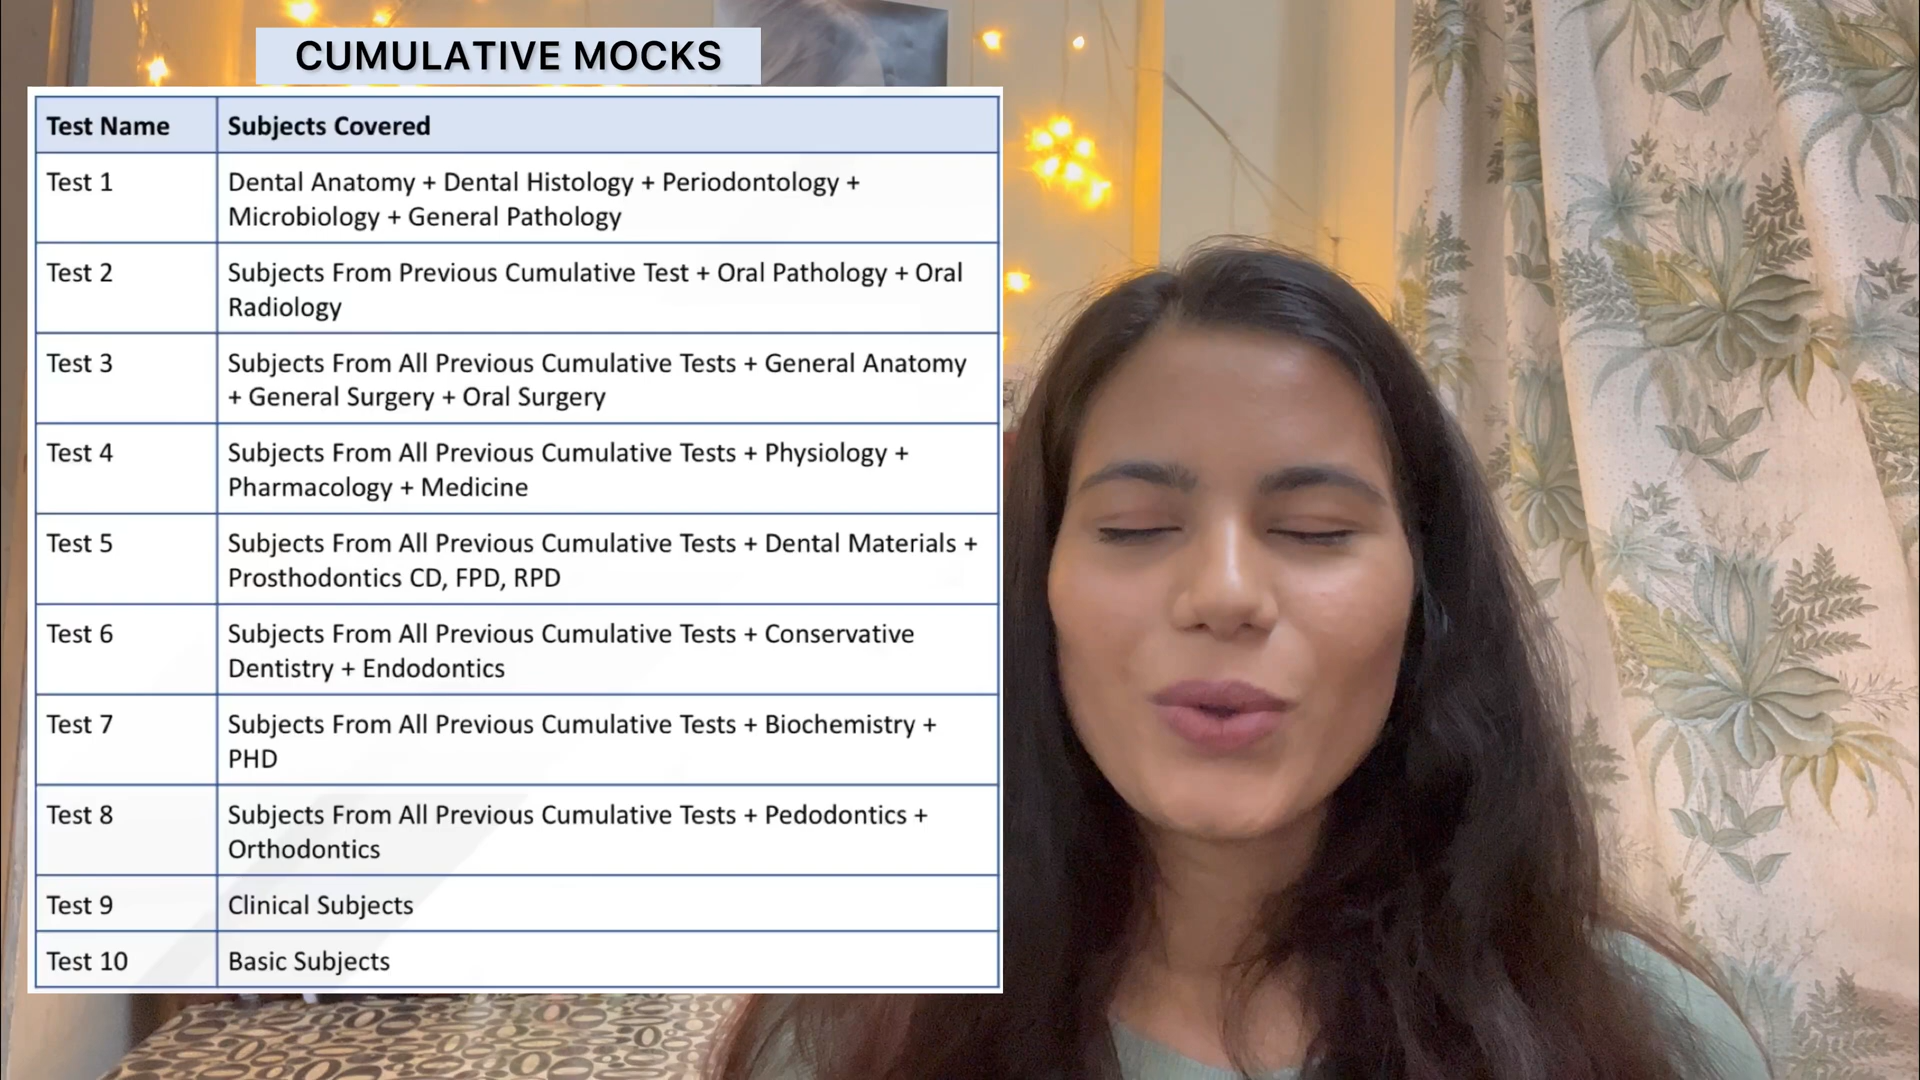 CUMULATIVE MOCKS
Test Name Subjects Covered
Test 1 Dental Anatomy + Dental Histology + Periodontology +
Microbiology + General Pathology
Test 2 Subjects From Previous Cumulative Test + Oral Pathology + Oral
Radiology
Test 3 Subjects From All Previous Cumulative Tests + General Anatomy
+ General Surgery + Oral Surgery
Test 4 Subjects From All Previous Cumulative Tests + Physiology +
Pharmacology + Medicine
Test 5 Subjects From All Previous Cumulative Tests + Dental Materials +
Prosthodontics CD, FPD, RPD
Test 6 Subjects From All Previous Cumulative Tests + Conservative
Dentistry + Endodontics
Test 7 Subjects From All Previous Cumulative Tests + Biochemistry +
PHD
Test 8 Subjects From All Previous Cumulative Tests + Pedodontics +
Orthodontics
Test 9 Clinical Subjects
Test 10 Basic Subjects